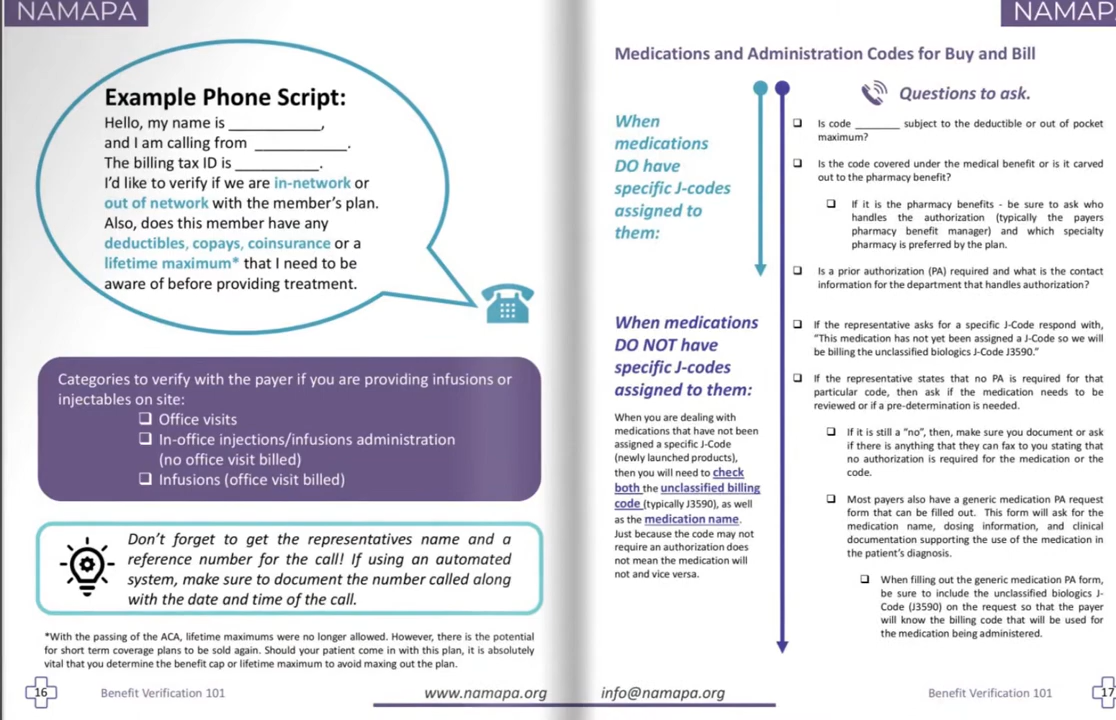 NAMAPA
Example Phone Script:
Hello, my name is ___________,
and I am calling from ___________.
The billing tax ID is __________.
I'd like to verify if we are in-network or
out of network with the member's plan.
Also, does this member have any
deductibles, copays, coinsurance or a
lifetime maximum* that I need to be
aware of before providing treatment.
Categories to verify with the payer if you are providing infusions or
injectables on site:
❑ Office visits
❑ In-office injections/infusions administration
(no office visit billed)
❑ Infusions (office visit billed)
Don't forget to get the representatives name and a
reference number for the call! If using an automated
system, make sure to document the number called along
with the date and time of the call.
*With the passing of the ACA, lifetime maximums were no longer allowed. However, there is the potential
for short term coverage plans to be sold again. Should your patient come in with this plan, it is absolutely
vital that you determine the benefit cap or lifetime maximum to avoid maxing out the plan.
16
Benefit Verification 101
www.namapa.org
NAMAP
Medications and Administration Codes for Buy and Bill
When
medications
DO have
specific J-codes
assigned to
them:
When medications
DO NOT have
specific J-codes
assigned to them:
When you are dealing with
medications that have not been
assigned a specific J-Code
(newly launched products),
then you will need to check
both the unclassified billing
code (typically J3590), as well
as the medication name.
Just because the code may not
require an authorization does
not mean the medication will
not and vice versa.
Questions to ask.
❑ Is code _______ subject to the deductible or out of pocket
maximum?
❑ Is the code covered under the medical benefit or is it carved
out to the pharmacy benefit?
❑ If it is the pharmacy benefits - be sure to ask who
handles the authorization (typically the payers
pharmacy benefit manager) and which specialty
pharmacy is preferred by the plan.
❑ Is a prior authorization (PA) required and what is the contact
information for the department that handles authorization?
❑ If the representative asks for a specific J-Code respond with,
"This medication has not yet been assigned a J-Code so we will
be billing the unclassified biologics J-Code J3590."
❑ If the representative states that no PA is required for that
particular code, then ask if the medication needs to be
reviewed or if a pre-determination is needed.
❑ If it is still a "no", then, make sure you document or ask
if there is anything that they can fax to you stating that
no authorization is required for the medication or the
code.
❑ Most payers also have a generic medication PA request
form that can be filled out. This form will ask for the
medication name, dosing information, and clinical
documentation supporting the use of the medication in
the patient's diagnosis.
❑ When filling out the generic medication PA form,
be sure to include the unclassified biologics J-
Code (J3590) on the request so that the payer
will know the billing code that will be used for
the medication being administered.
info@namapa.org
Benefit Verification 101
17